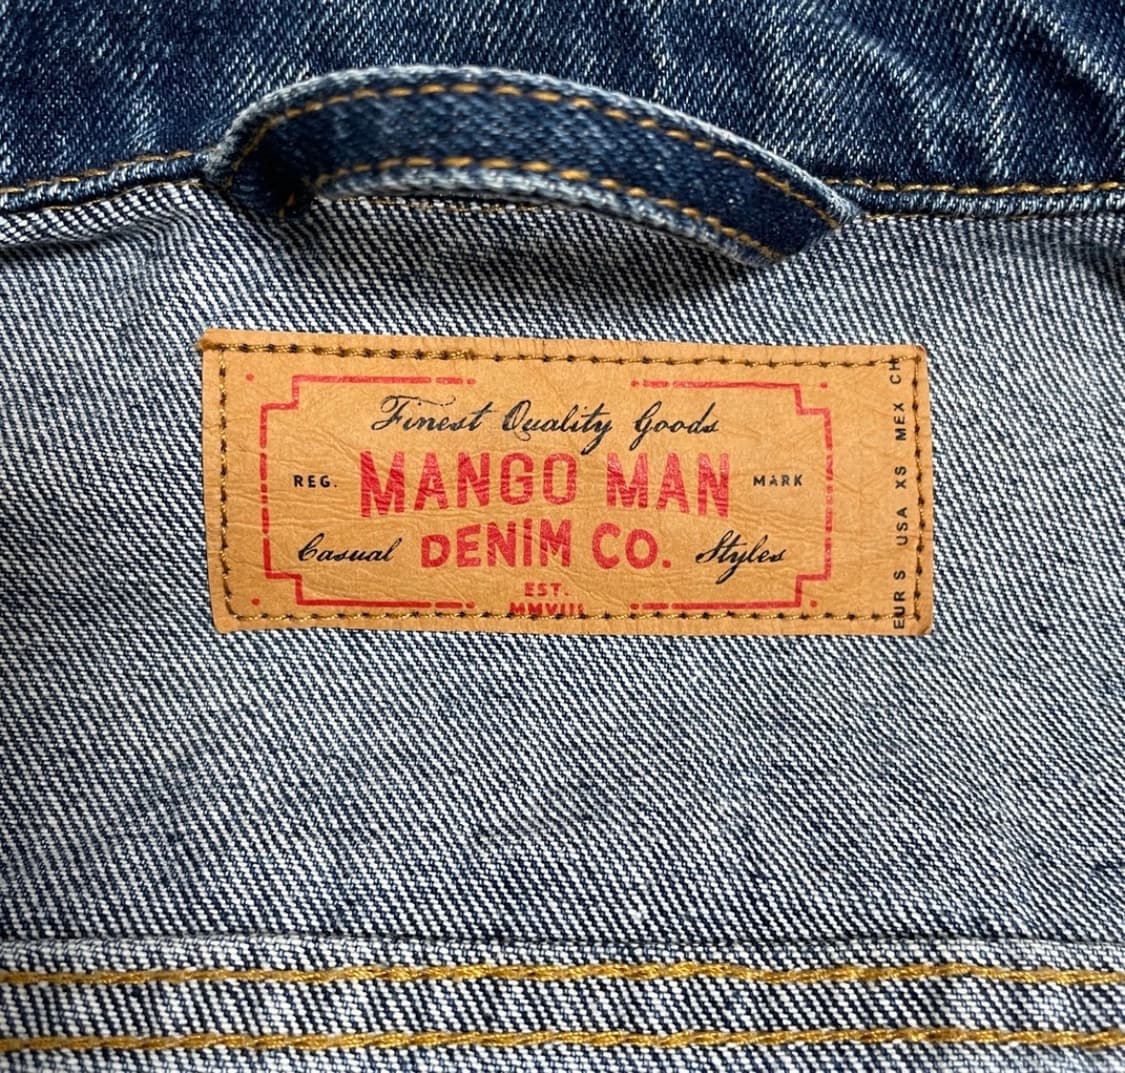 Finest Quality Goods
REG. MANGO MAN MARK
Casual DENIM CO. Styles
EST.
MMVIII
EUR S USA XS MEX CH